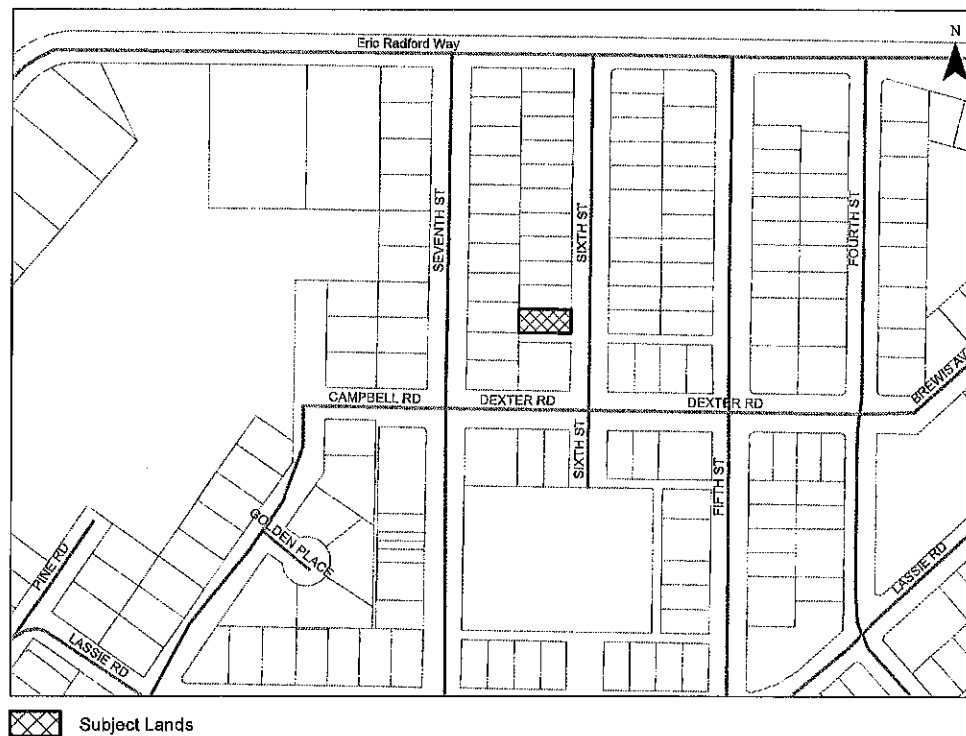 Eric Radford Way
N
SEVENTH ST
SIXTH ST
FOURTH ST
CAMPBELL RD
DEXTER RD
DEXTER RD
BREWIS AV
SIXTH ST
FIFTH ST
GOLDEN PLACE
PINE RD
LASSIE RD
LASSIE RD
Subject Lands